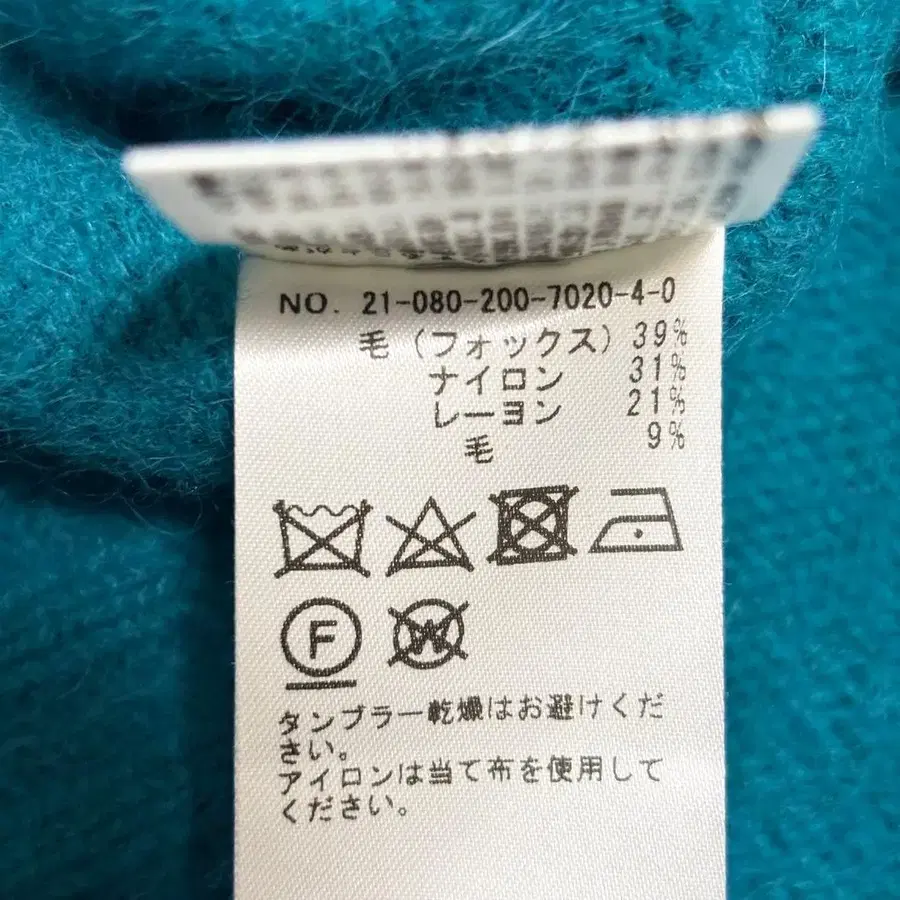 NO. 21-080-200-7020-4-0
毛（フォックス）39%
ナイロン 31%
レーヨン 21%
毛 9%
F W
タンブラー乾燥はお避けくだ
さい。
アイロンは当て布を使用して
ください。